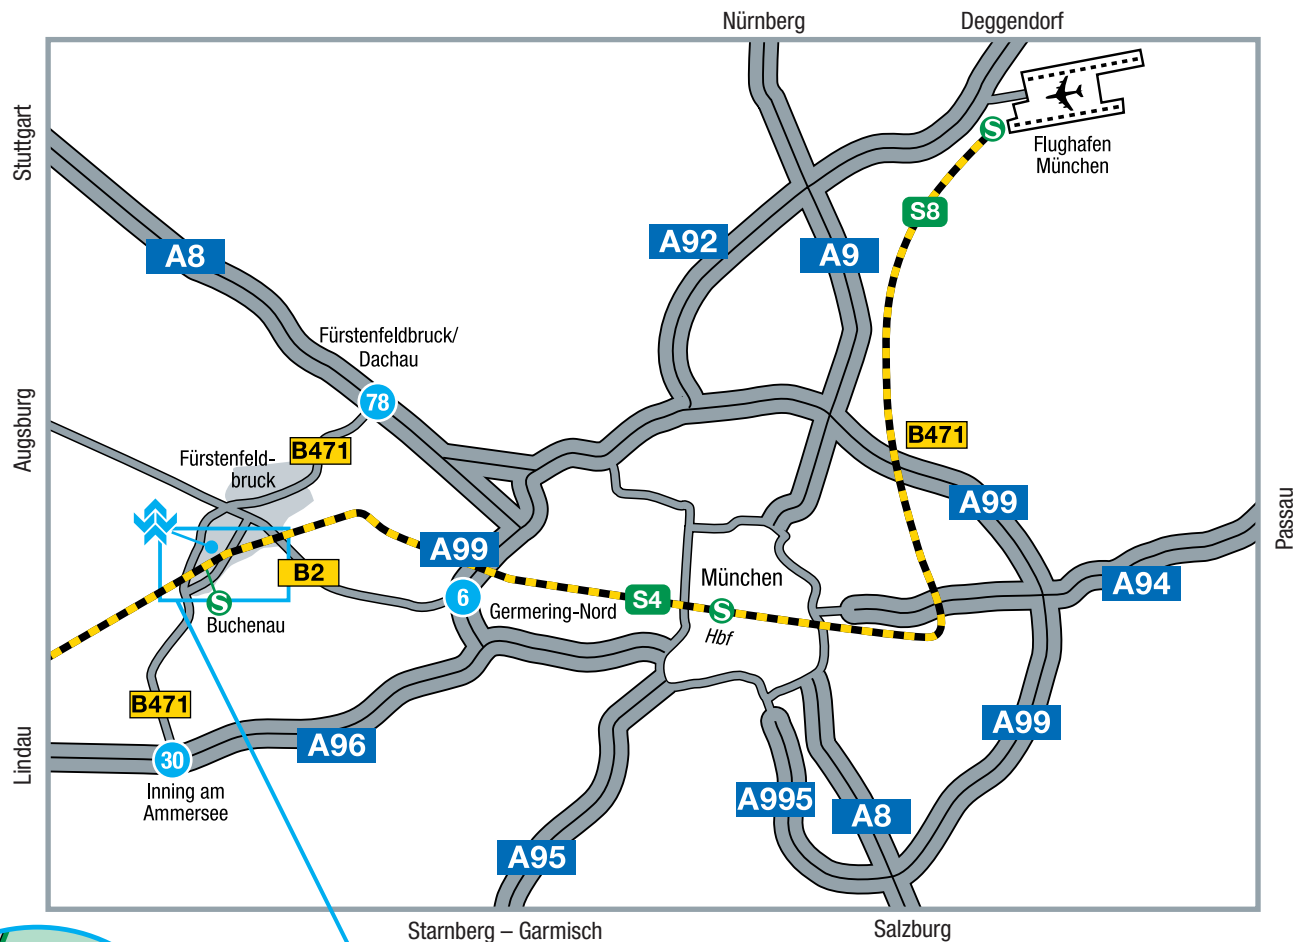 Nürnberg
Deggendorf
Stuttgart
Flughafen
München
S
S8
A92
A9
A8
Fürstenfeldbruck/
Dachau
78
Augsburg
B471
B471
Fürstenfeld-
bruck
A99
A99
Passau
B2
München
A94
6
S4
S
Germering-Nord
Hbf
S
Buchenau
B471
A99
Lindau
A96
30
Inning am
Ammersee
A995
A8
A95
Starnberg – Garmisch
Salzburg